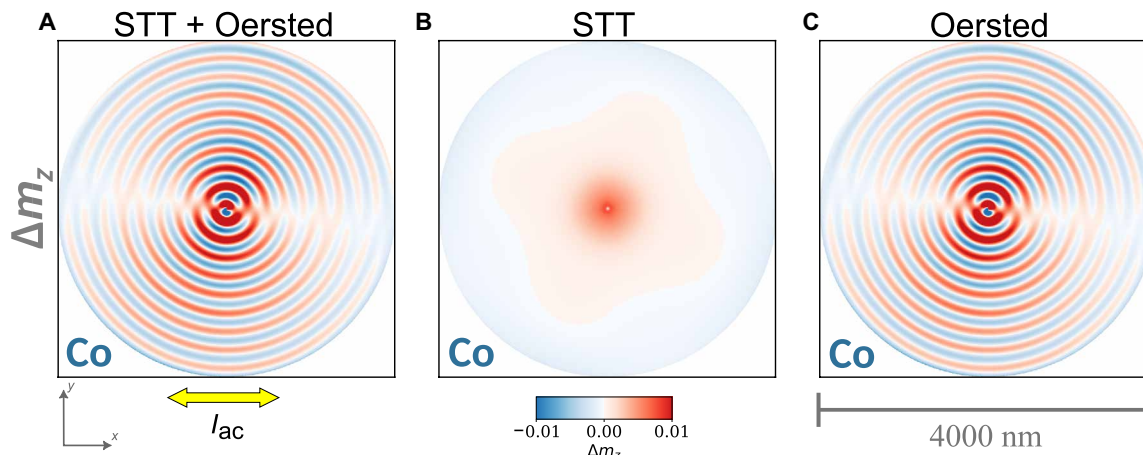 A STT + Oersted
B STT
C Oersted
Δm_z
Co
Co
Co
y
x
I_ac
−0.01 0.00 0.01
Δm_z
4000 nm